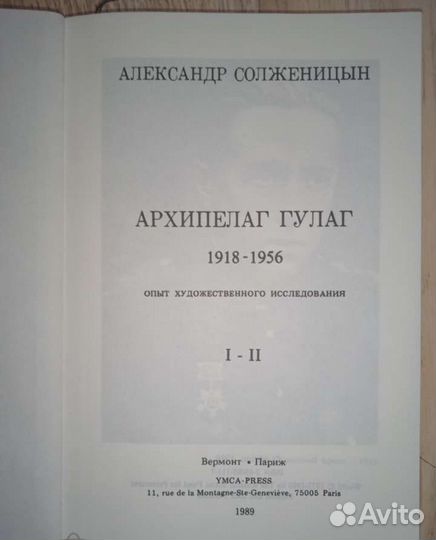 АЛЕКСАНДР СОЛЖЕНИЦЫН
АРХИПЕЛАГ ГУЛАГ
1918-1956
ОПЫТ ХУДОЖЕСТВЕННОГО ИССЛЕДОВАНИЯ
I - II
Вермонт • Париж
YMCA-PRESS
11, rue de la Montagne-Ste-Geneviève, 75005 Paris
1989
Avito